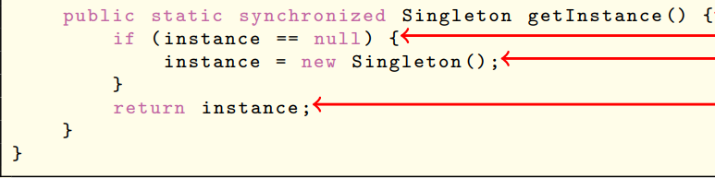 public static synchronized Singleton getInstance() {
if (instance == null) {
instance = new Singleton();
}
return instance;
}
}